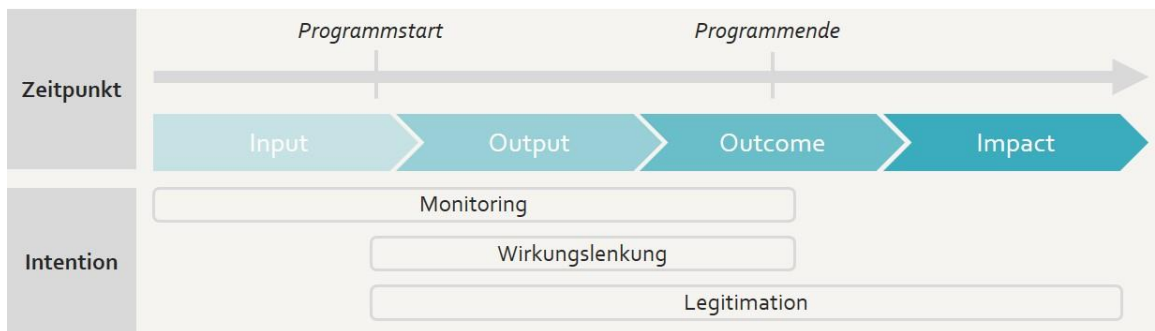 Programmstart Programmende
Zeitpunkt
Input Output Outcome Impact
Monitoring
Wirkungslenkung
Intention
Legitimation